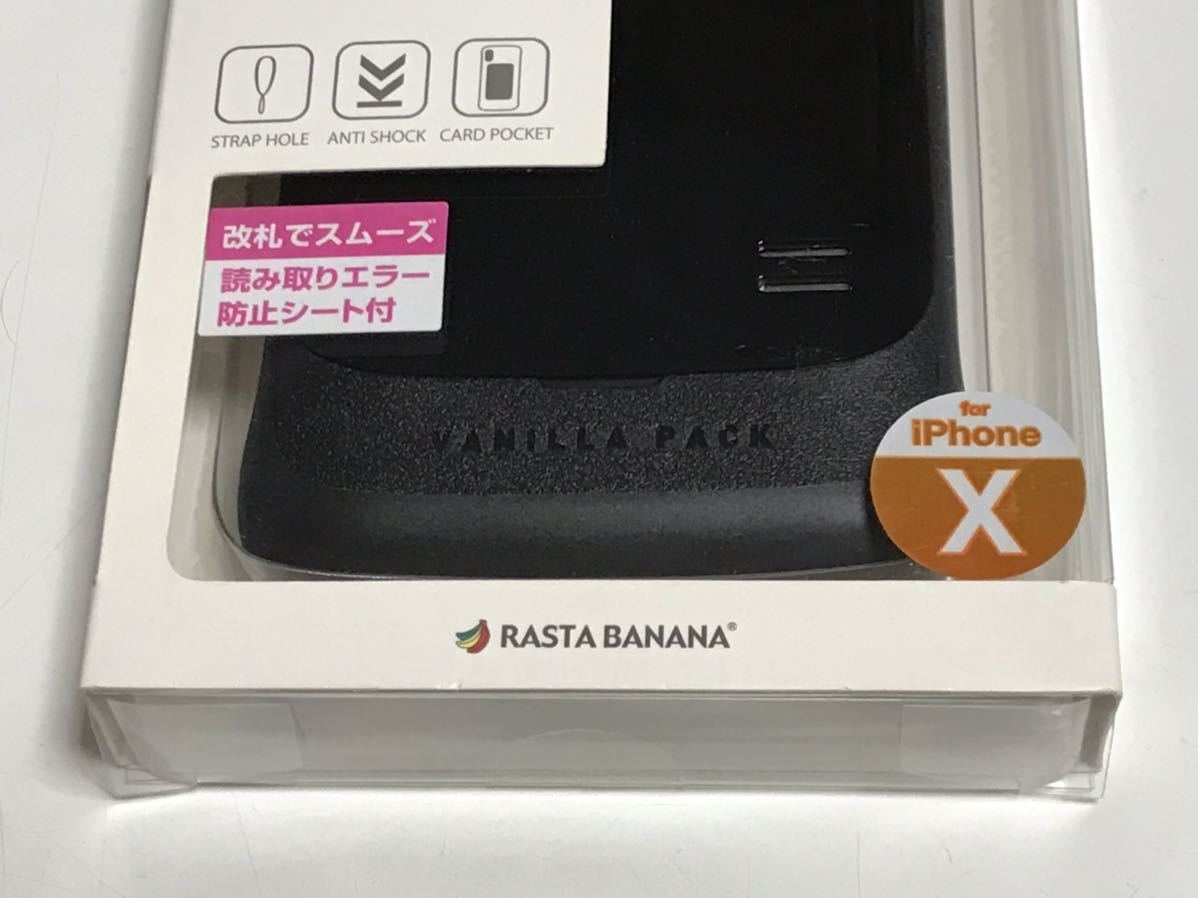 STRAP HOLE ANTI SHOCK CARD POCKET
改札でスムーズ
読み取りエラー
防止シート付
VANILLA PACK
for
iPhone
X
RASTA BANANA®